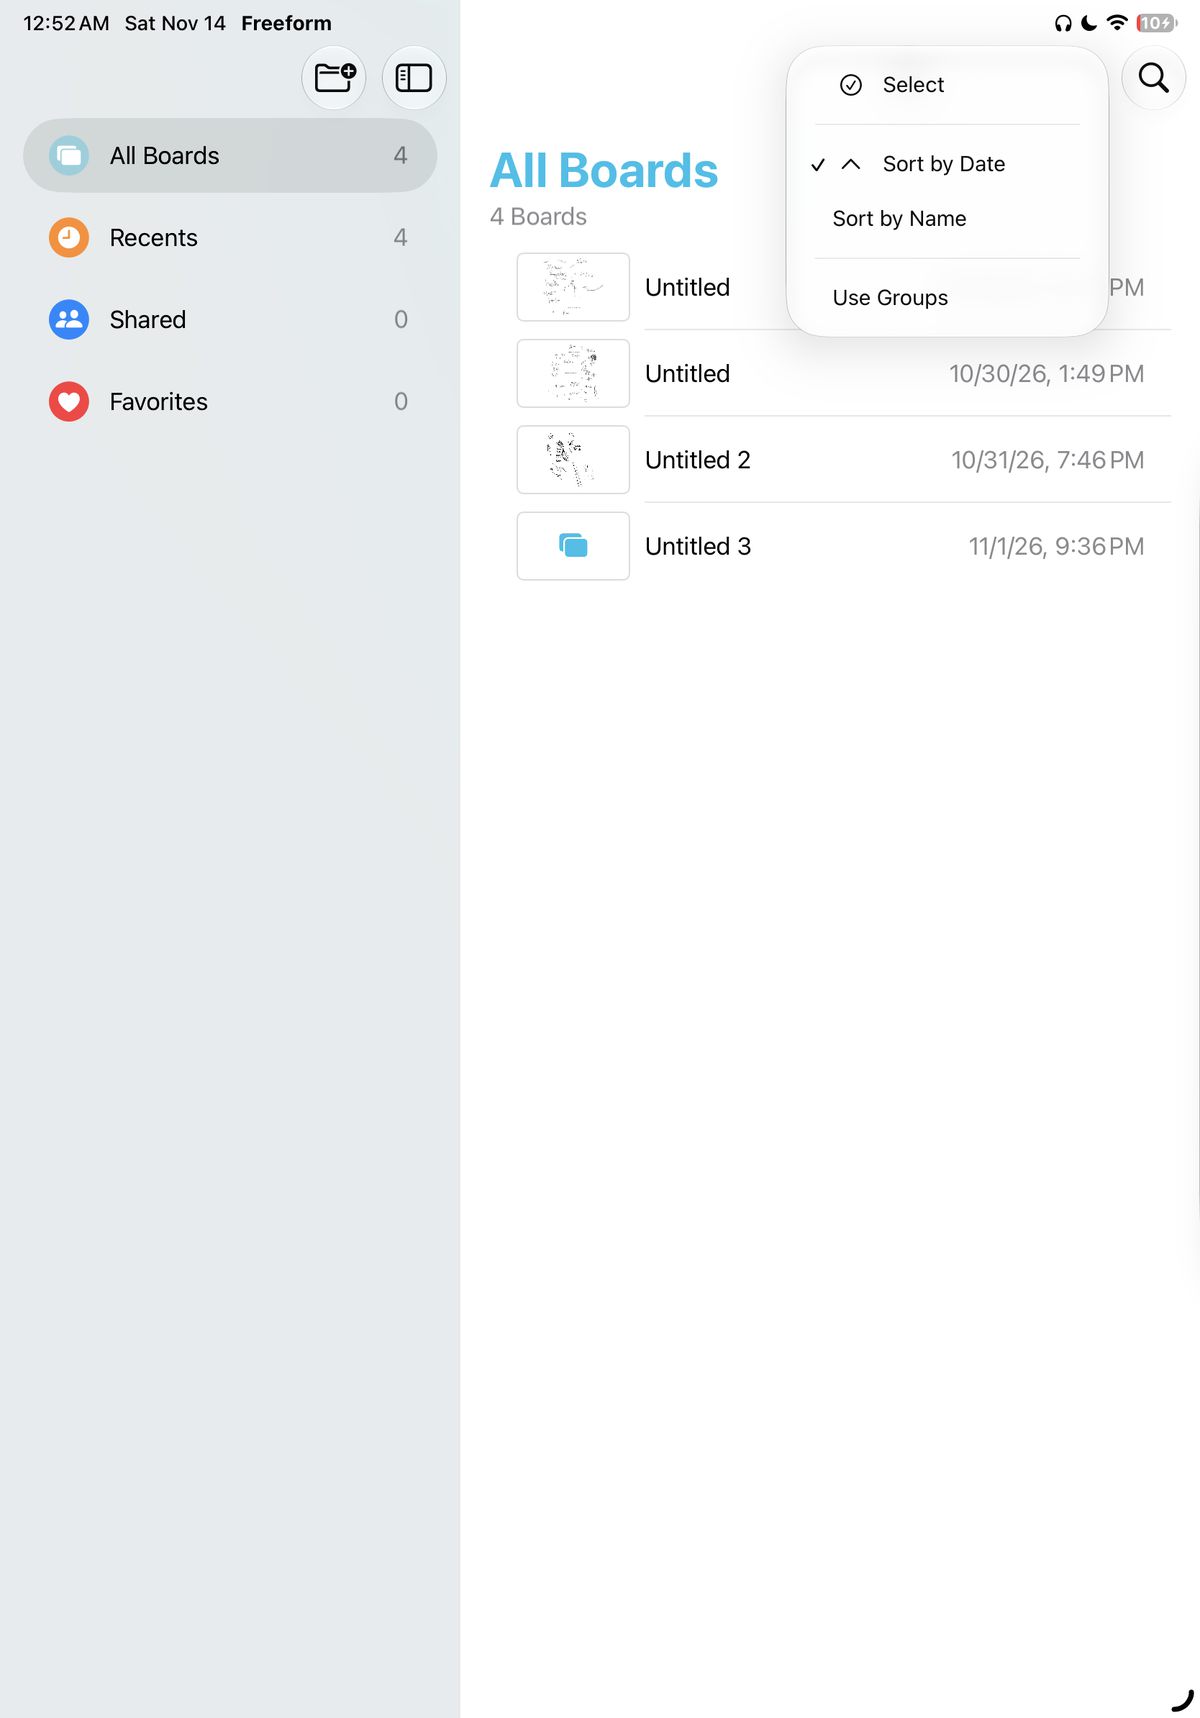 12:52 AM Sat Nov 14 Freeform
10
Select
Sort by Date
Sort by Name
Use Groups
All Boards 4
Recents 4
Shared 0
Favorites 0
All Boards
4 Boards
Untitled PM
Untitled 10/30/26, 1:49 PM
Untitled 2 10/31/26, 7:46 PM
Untitled 3 11/1/26, 9:36 PM